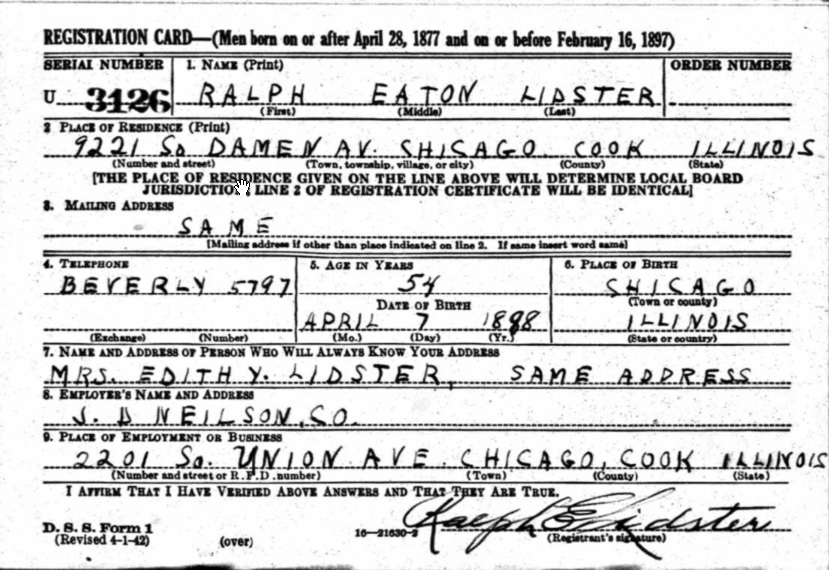 REGISTRATION CARD—(Men born on or after April 28, 1877 and on or before February 16, 1897)
SERIAL NUMBER 1. NAME (Print) ORDER NUMBER
U 3126 RALPH EATON LIDSTER
(First) (Middle) (Last)
2 PLACE OF RESIDENCE (Print)
9221 So DAMEN AV. SHICAGO COOK ILLINOIS
(Number and street) (Town, township, village, or city) (County) (State)
[THE PLACE OF RESIDENCE GIVEN ON THE LINE ABOVE WILL DETERMINE LOCAL BOARD
JURISDICTION; LINE 2 OF REGISTRATION CERTIFICATE WILL BE IDENTICAL]
3. MAILING ADDRESS
SAME
[Mailing address if other than place indicated on line 2. If same insert word same]
4. TELEPHONE 5. AGE IN YEARS 6. PLACE OF BIRTH
BEVERLY 5797 54 SHICAGO
DATE OF BIRTH (Town or county)
APRIL 7 1888 ILLINOIS
(Exchange) (Number) (Mo.) (Day) (Yr.) (State or country)
7. NAME AND ADDRESS OF PERSON WHO WILL ALWAYS KNOW YOUR ADDRESS
MRS. EDITH Y. LIDSTER, SAME ADDRESS
8. EMPLOYER'S NAME AND ADDRESS
J. D NEILSON, CO.
9. PLACE OF EMPLOYMENT OR BUSINESS
2201 So. UNION AVE. CHICAGO, COOK ILLINOIS
(Number and street or R. F. D. number) (Town) (County) (State)
I AFFIRM THAT I HAVE VERIFIED ABOVE ANSWERS AND THAT THEY ARE TRUE.
Ralph E Lidster
D. S. S. Form 1
(Revised 4-1-42) (over) 16—21630-2 (Registrant's signature)